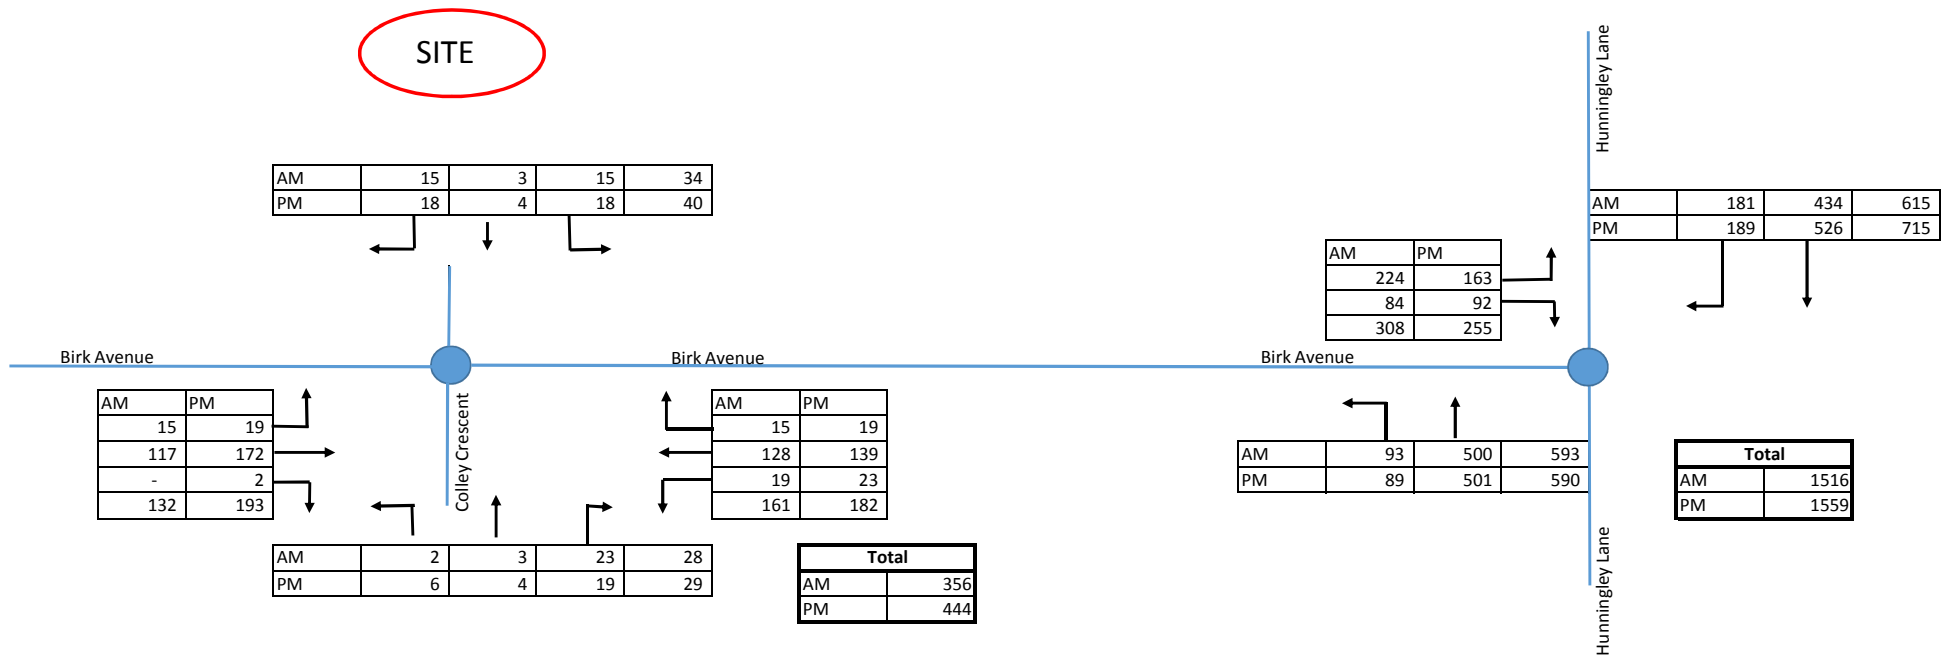 SITE
Hunningley Lane
AM 15 3 15 34
PM 18 4 18 40
AM 181 434 615
PM 189 526 715
AM PM
224 163
84 92
308 255
Birk Avenue
Birk Avenue
Birk Avenue
AM PM
15 19
117 172
- 2
132 193
Colley Crescent
AM PM
15 19
128 139
19 23
161 182
AM 93 500 593
PM 89 501 590
Total
AM 1516
PM 1559
AM 2 3 23 28
PM 6 4 19 29
Total
AM 356
PM 444
Hunningley Lane